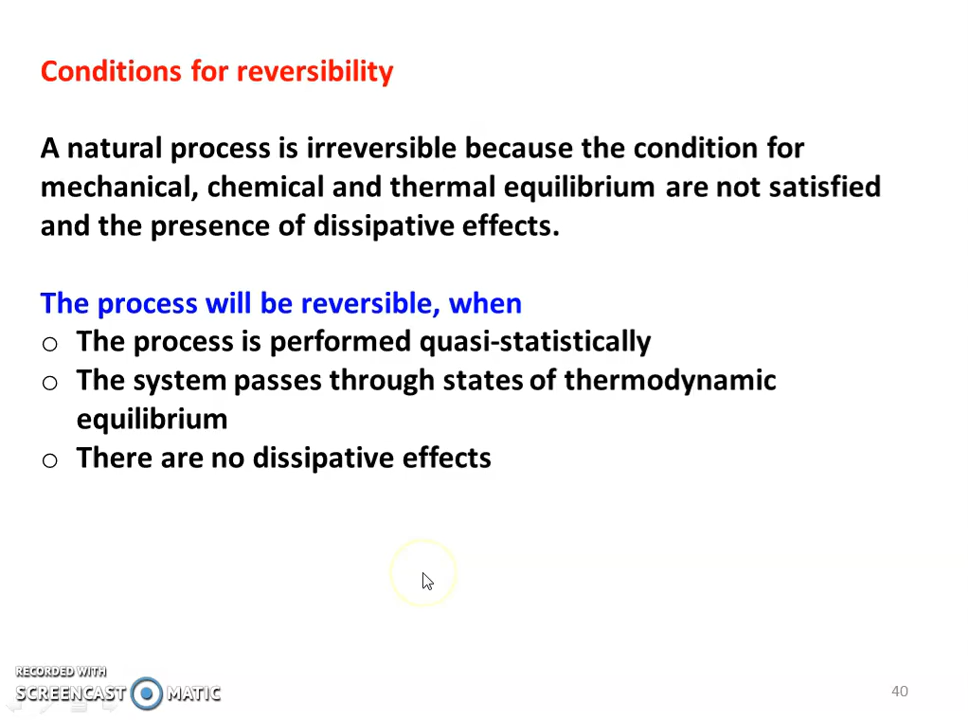 Conditions for reversibility
A natural process is irreversible because the condition for
mechanical, chemical and thermal equilibrium are not satisfied
and the presence of dissipative effects.
The process will be reversible, when
o The process is performed quasi-statistically
o The system passes through states of thermodynamic
equilibrium
o There are no dissipative effects
RECORDED WITH
SCREENCAST MATIC
40